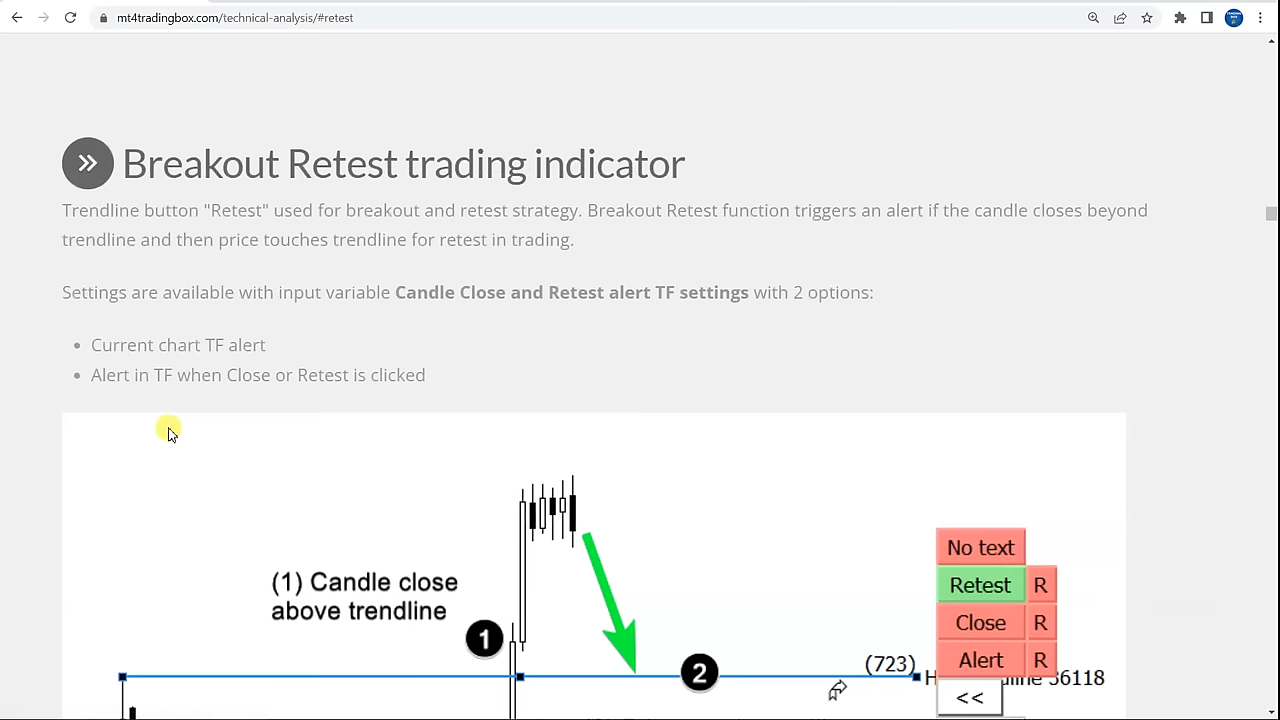 mt4tradingbox.com/technical-analysis/#retest
Breakout Retest trading indicator
Trendline button "Retest" used for breakout and retest strategy. Breakout Retest function triggers an alert if the candle closes beyond
trendline and then price touches trendline for retest in trading.
Settings are available with input variable Candle Close and Retest alert TF settings with 2 options:
Current chart TF alert
Alert in TF when Close or Retest is clicked
(1) Candle close
above trendline
1
2
(723)
No text
Retest R
Close R
Alert R
36118
<<